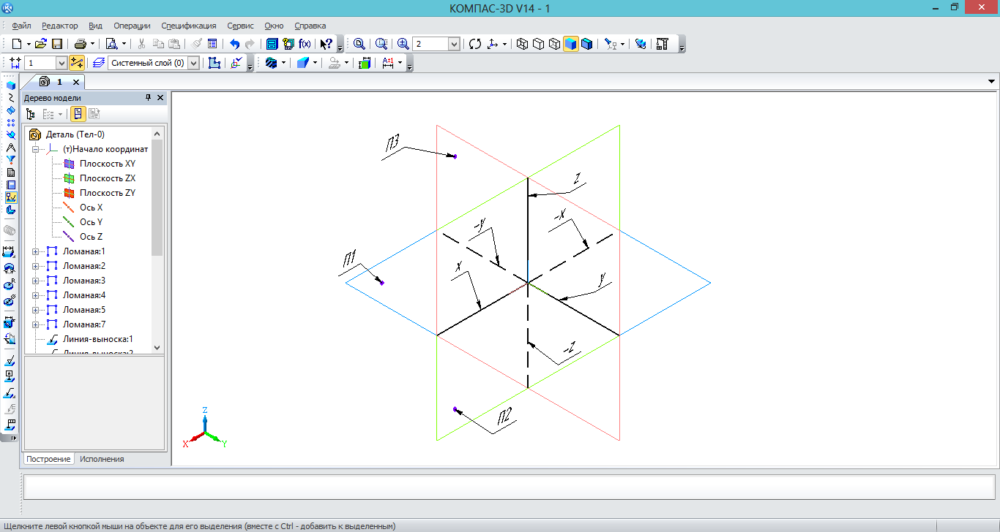 КОМПАС-3D V14 - 1
Файл Редактор Вид Операции Спецификация Сервис Окно Справка
f(x) 2
1 Системный слой (0)
1
Дерево модели
Деталь (Тел-0)
(т)Начало координат
Плоскость XY
Плоскость ZX
Плоскость ZY
Ось X
Ось Y
Ось Z
Ломаная:1
Ломаная:2
Ломаная:3
Ломаная:4
Ломаная:5
Ломаная:7
Линия-выноска:1
Линия-выноска:2
Построение Исполнения
П3
Z
-y
-x
П1
x
y
-Z
П2
Z
X
Y
Щелкните левой кнопкой мыши на объекте для его выделения (вместе с Ctrl - добавить к выделенным)